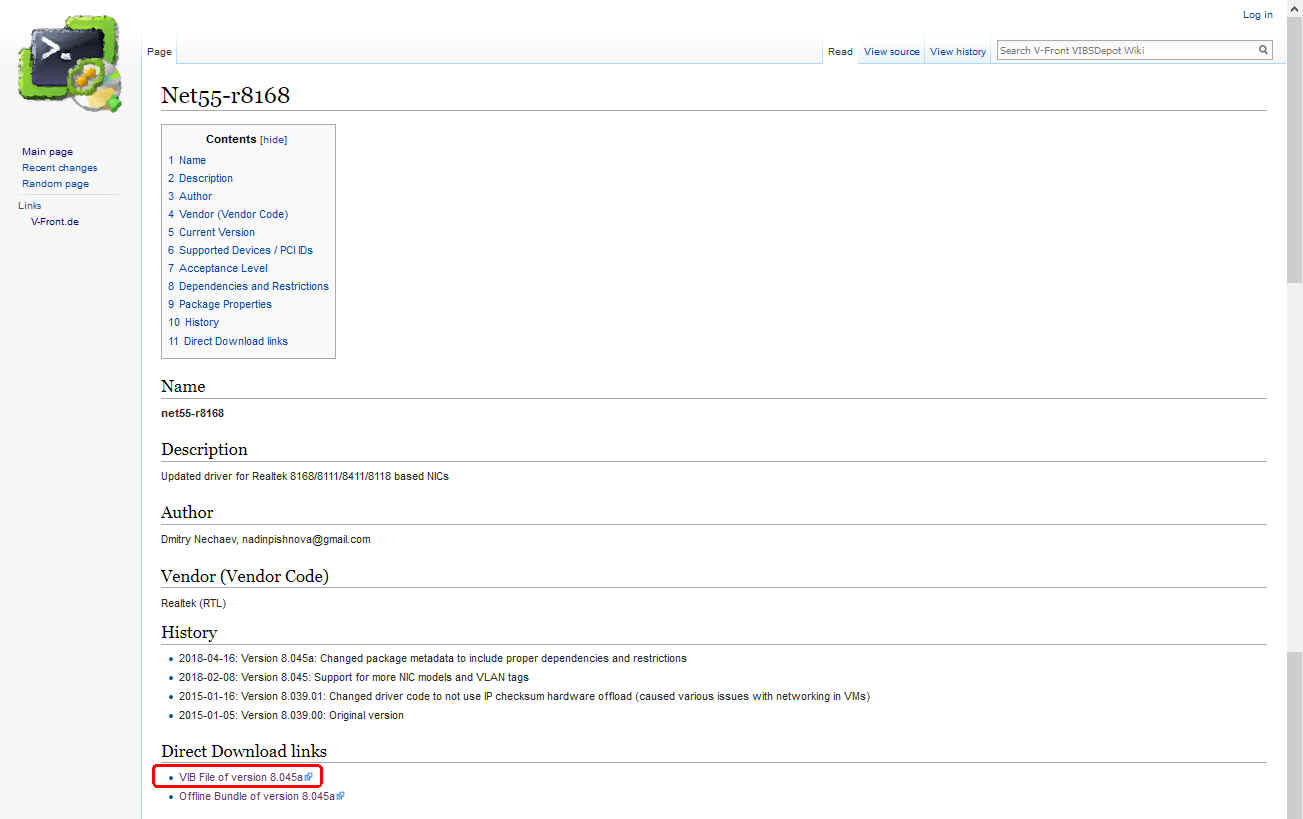 Log in
Page
Read View source View history Search V-Front VIBSDepot Wiki
Main page
Recent changes
Random page
Links
V-Front.de
Net55-r8168
Contents [hide]
1 Name
2 Description
3 Author
4 Vendor (Vendor Code)
5 Current Version
6 Supported Devices / PCI IDs
7 Acceptance Level
8 Dependencies and Restrictions
9 Package Properties
10 History
11 Direct Download links
Name
net55-r8168
Description
Updated driver for Realtek 8168/8111/8411/8118 based NICs
Author
Dmitry Nechaev, nadinpishnova@gmail.com
Vendor (Vendor Code)
Realtek (RTL)
History
2018-04-16: Version 8.045a: Changed package metadata to include proper dependencies and restrictions
2018-02-08: Version 8.045: Support for more NIC models and VLAN tags
2015-01-16: Version 8.039.01: Changed driver code to not use IP checksum hardware offload (caused various issues with networking in VMs)
2015-01-05: Version 8.039.00: Original version
Direct Download links
VIB File of version 8.045a
Offline Bundle of version 8.045a